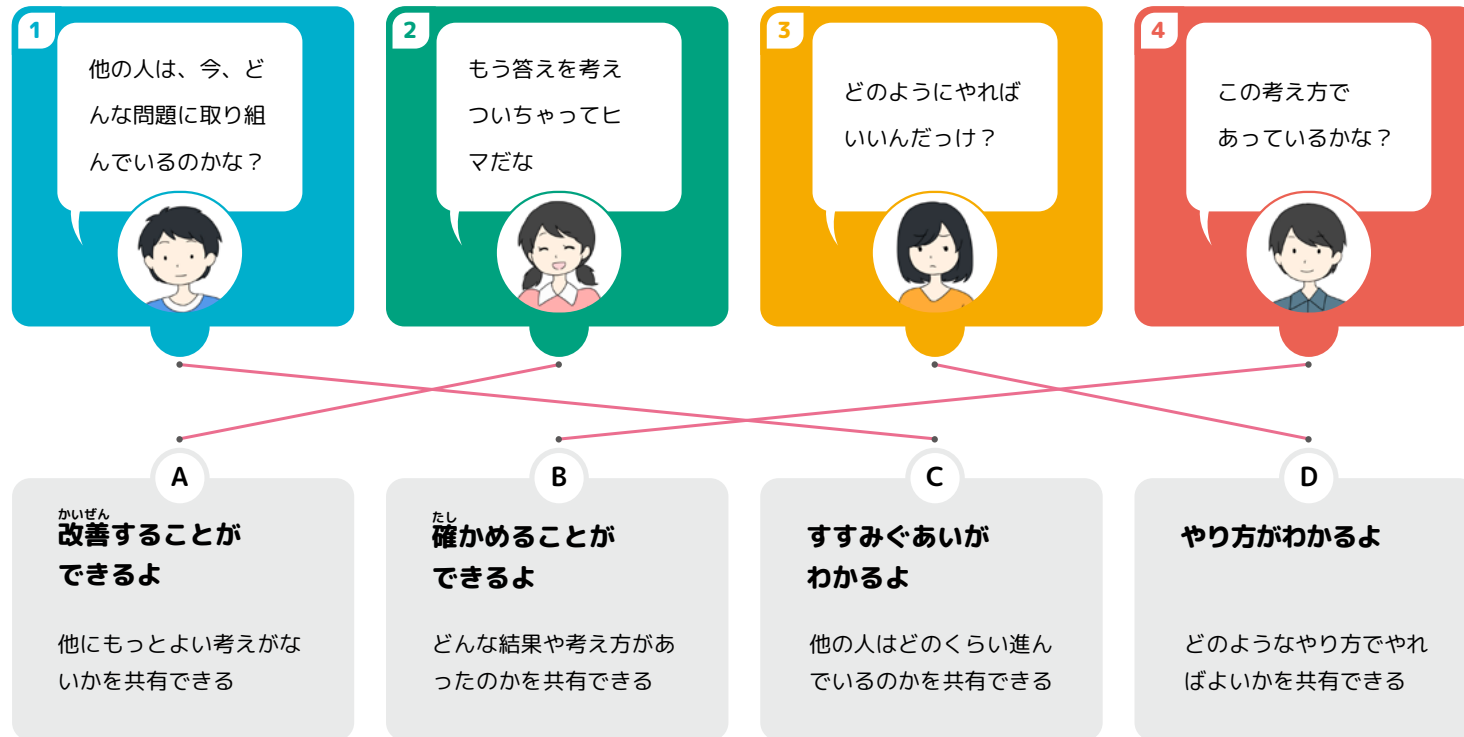 1
他の人は、今、ど
んな問題に取り組
んでいるのかな？
2
もう答えを考え
ついちゃってヒ
マだな
3
どのようにやれば
いいんだっけ？
4
この考え方で
あっているかな？
A
かいぜん
改善することが
できるよ
他にもっとよい考えがな
いかを共有できる
B
たし
確かめることが
できるよ
どんな結果や考え方があ
ったのかを共有できる
C
すすみぐあいが
わかるよ
他の人はどのくらい進ん
でいるのかを共有できる
D
やり方がわかるよ
どのようなやり方でやれ
ばよいかを共有できる